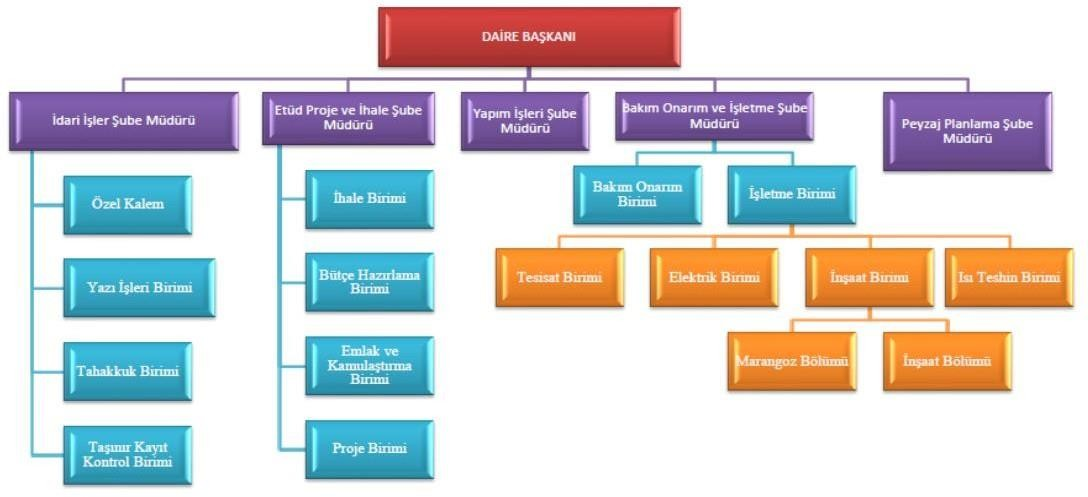 DAİRE BAŞKANI
İdari İşler Şube Müdürü
Etüd Proje ve İhale Şube
Müdürü
Yapım İşleri Şube
Müdürü
Bakım Onarım ve İşletme Şube
Müdürü
Peyzaj Planlama Şube
Müdürü
Özel Kalem
Yazı İşleri Birimi
Tahakkuk Birimi
Taşınır Kayıt
Kontrol Birimi
İhale Birimi
Bütçe Hazırlama
Birimi
Emlak ve
Kamulaştırma
Birimi
Proje Birimi
Bakım Onarım
Birimi
İşletme Birimi
Tesisat Birimi
Elektrik Birimi
İnşaat Birimi
Isı Teshin Birimi
Marangoz Bölümü
İnşaat Bölümü